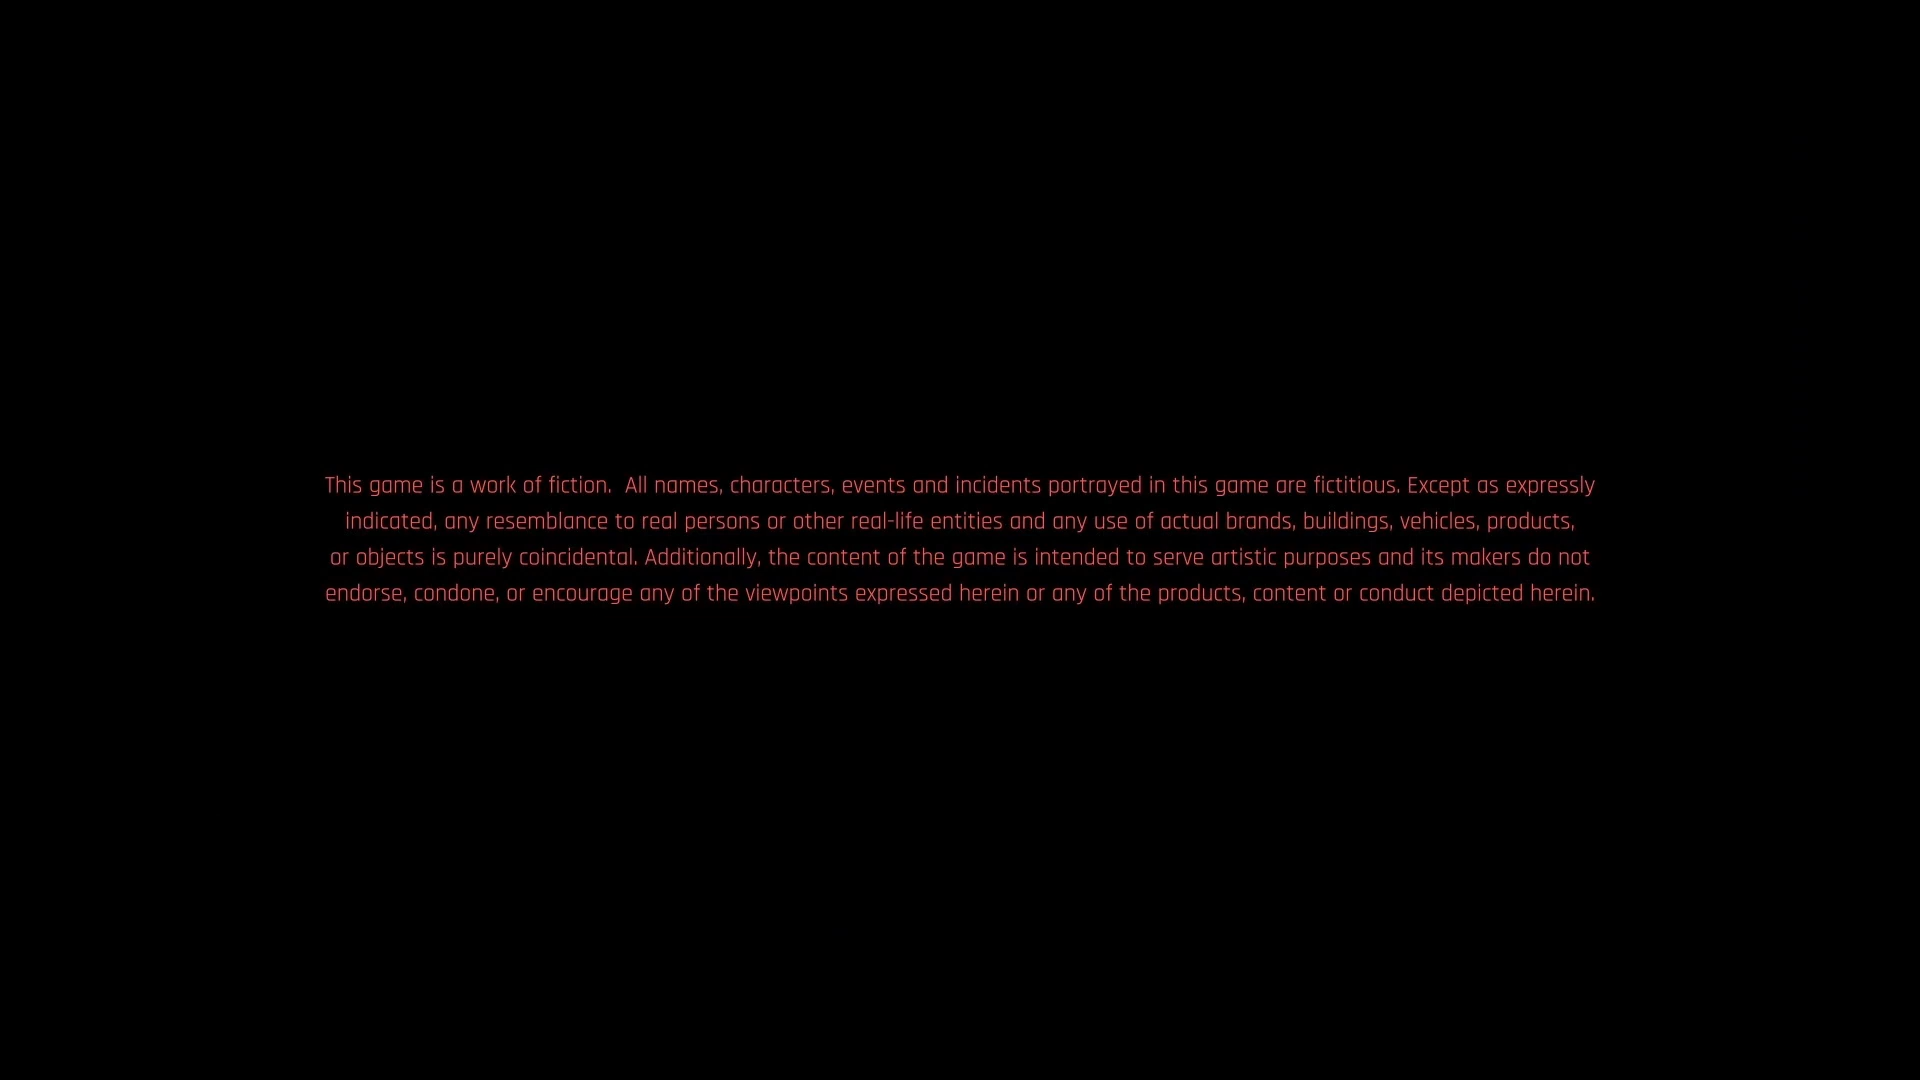 This game is a work of fiction.  All names, characters, events and incidents portrayed in this game are fictitious. Except as expressly
indicated, any resemblance to real persons or other real-life entities and any use of actual brands, buildings, vehicles, products,
or objects is purely coincidental. Additionally, the content of the game is intended to serve artistic purposes and its makers do not
endorse, condone, or encourage any of the viewpoints expressed herein or any of the products, content or conduct depicted herein.